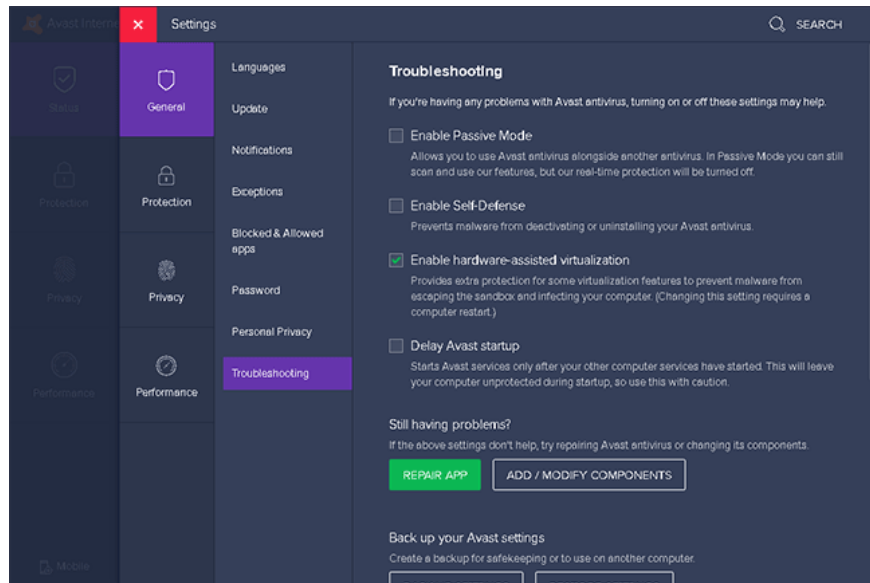 Avast Interne
Settings
SEARCH
Status
Protection
Privacy
Performance
Mobile
General
Protection
Privacy
Performance
Languages
Update
Notifications
Exceptions
Blocked & Allowed
apps
Password
Personal Privacy
Troubleshooting
Troubleshooting
If you're having any problems with Avast antivirus, turning on or off these settings may help.
Enable Passive Mode
Allows you to use Avast antivirus alongside another antivirus. In Passive Mode you can still
scan and use our features, but our real-time protection will be turned off.
Enable Self-Defense
Prevents malware from deactivating or uninstalling your Avast antivirus.
Enable hardware-assisted virtualization
Provides extra protection for some virtualization features to prevent malware from
escaping the sandbox and infecting your computer. (Changing this setting requires a
computer restart.)
Delay Avast startup
Starts Avast services only after your other computer services have started. This will leave
your computer unprotected during startup, so use this with caution.
Still having problems?
If the above settings don't help, try repairing Avast antivirus or changing its components.
REPAIR APP
ADD / MODIFY COMPONENTS
Back up your Avast settings
Create a backup for safekeeping or to use on another computer.